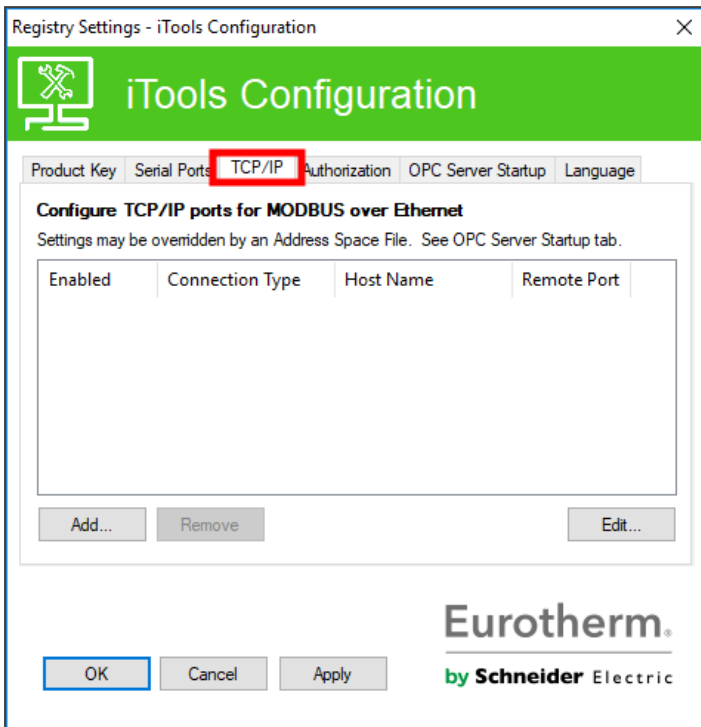 Registry Settings - iTools Configuration
iTools Configuration
Product Key Serial Ports TCP/IP Authorization OPC Server Startup Language
Configure TCP/IP ports for MODBUS over Ethernet
Settings may be overridden by an Address Space File. See OPC Server Startup tab.
Enabled Connection Type Host Name Remote Port
Add... Remove Edit...
Eurotherm®
OK Cancel Apply by Schneider Electric